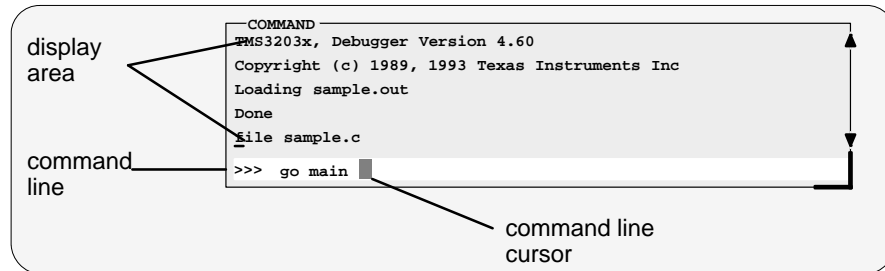 COMMAND
TMS3203x, Debugger Version 4.60
Copyright (c) 1989, 1993 Texas Instruments Inc
Loading sample.out
Done
file sample.c
>>> go main
display
area
command
line
command line
cursor